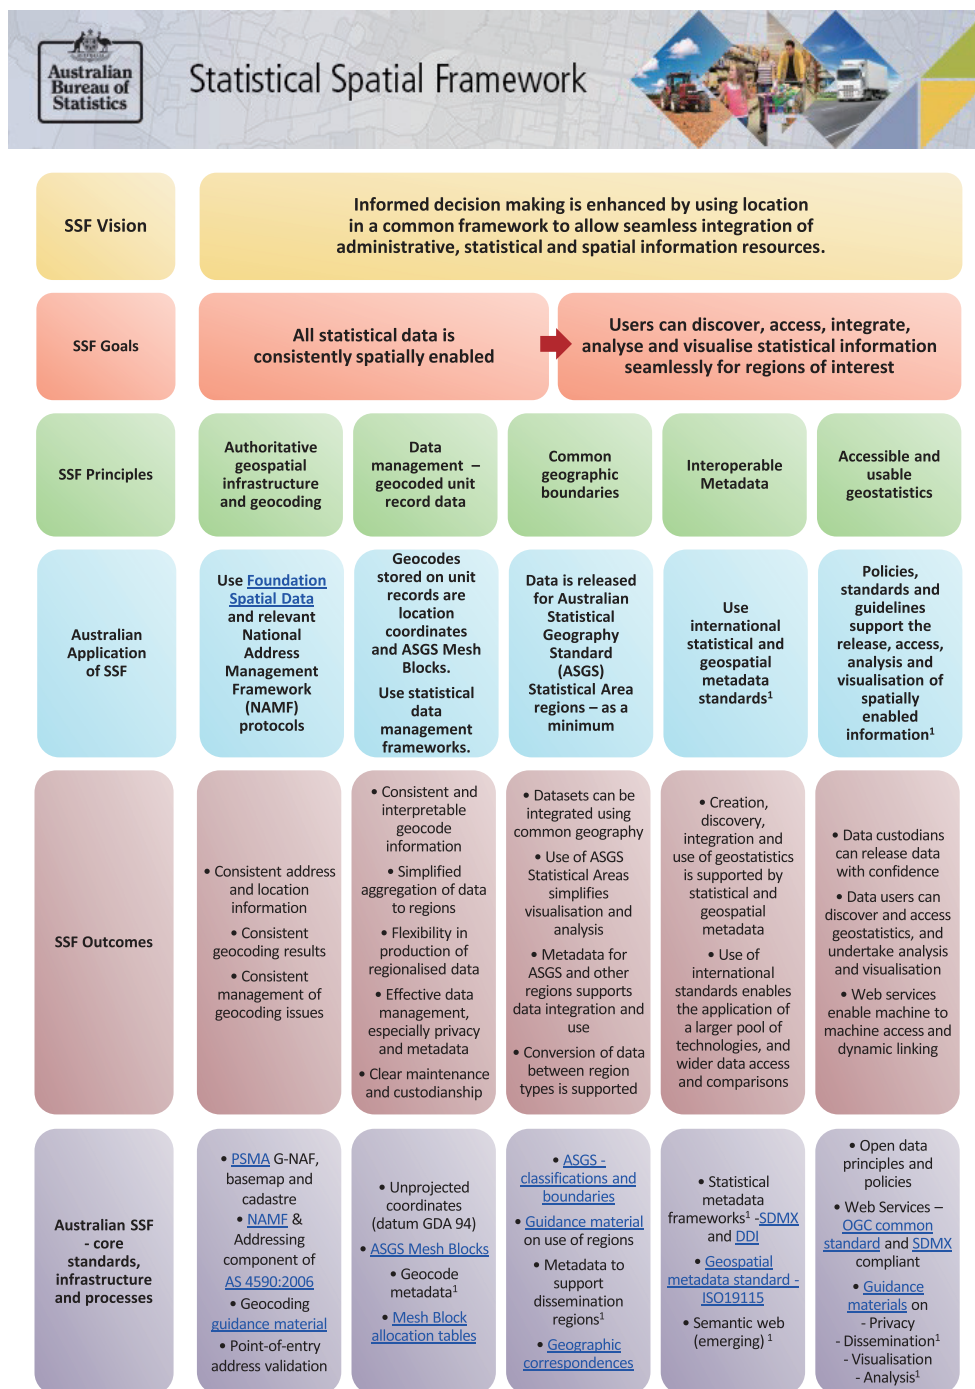 Australian
Bureau of
Statistics
Statistical Spatial Framework
SSF Vision
Informed decision making is enhanced by using location
in a common framework to allow seamless integration of
administrative, statistical and spatial information resources.
SSF Goals
All statistical data is
consistently spatially enabled
Users can discover, access, integrate,
analyse and visualise statistical information
seamlessly for regions of interest
SSF Principles
Authoritative
geospatial
infrastructure
and geocoding
Data
management –
geocoded unit
record data
Common
geographic
boundaries
Interoperable
Metadata
Accessible and
usable
geostatistics
Australian
Application
of SSF
Use Foundation
Spatial Data
and relevant
National
Address
Management
Framework
(NAMF)
protocols
Geocodes
stored on unit
records are
location
coordinates
and ASGS Mesh
Blocks.
Use statistical
data
management
frameworks.
Data is released
for Australian
Statistical
Geography
Standard
(ASGS)
Statistical Area
regions – as a
minimum
Use
international
statistical and
geospatial
metadata
standards¹
Policies,
standards and
guidelines
support the
release, access,
analysis and
visualisation of
spatially
enabled
information¹
SSF Outcomes
• Consistent address
and location
information
• Consistent
geocoding results
• Consistent
management of
geocoding issues
• Consistent and
interpretable
geocode
information
• Simplified
aggregation of data
to regions
• Flexibility in
production of
regionalised data
• Effective data
management,
especially privacy
and metadata
• Clear maintenance
and custodianship
• Datasets can be
integrated using
common geography
• Use of ASGS
Statistical Areas
simplifies
visualisation and
analysis
• Metadata for
ASGS and other
regions supports
data integration and
use
• Conversion of data
between region
types is supported
• Creation,
discovery,
integration and
use of geostatistics
is supported by
statistical and
geospatial
metadata
• Use of
international
standards enables
the application of
a larger pool of
technologies, and
wider data access
and comparisons
• Data custodians
can release data
with confidence
• Data users can
discover and access
geostatistics, and
undertake analysis
and visualisation
• Web services
enable machine to
machine access and
dynamic linking
Australian SSF
- core
standards,
infrastructure
and processes
• PSMA G-NAF,
basemap and
cadastre
• NAMF &
Addressing
component of
AS 4590:2006
• Geocoding
guidance material
• Point-of-entry
address validation
• Unprojected
coordinates
(datum GDA 94)
• ASGS Mesh Blocks
• Geocode
metadata¹
• Mesh Block
allocation tables
• ASGS -
classifications and
boundaries
• Guidance material
on use of regions
• Metadata to
support
dissemination
regions¹
• Geographic
correspondences
• Statistical
metadata
frameworks¹ -SDMX
and DDI
• Geospatial
metadata standard -
ISO19115
• Semantic web
(emerging) ¹
• Open data
principles and
policies
• Web Services –
OGC common
standard and SDMX
compliant
• Guidance
materials on
- Privacy
- Dissemination¹
- Visualisation
- Analysis¹